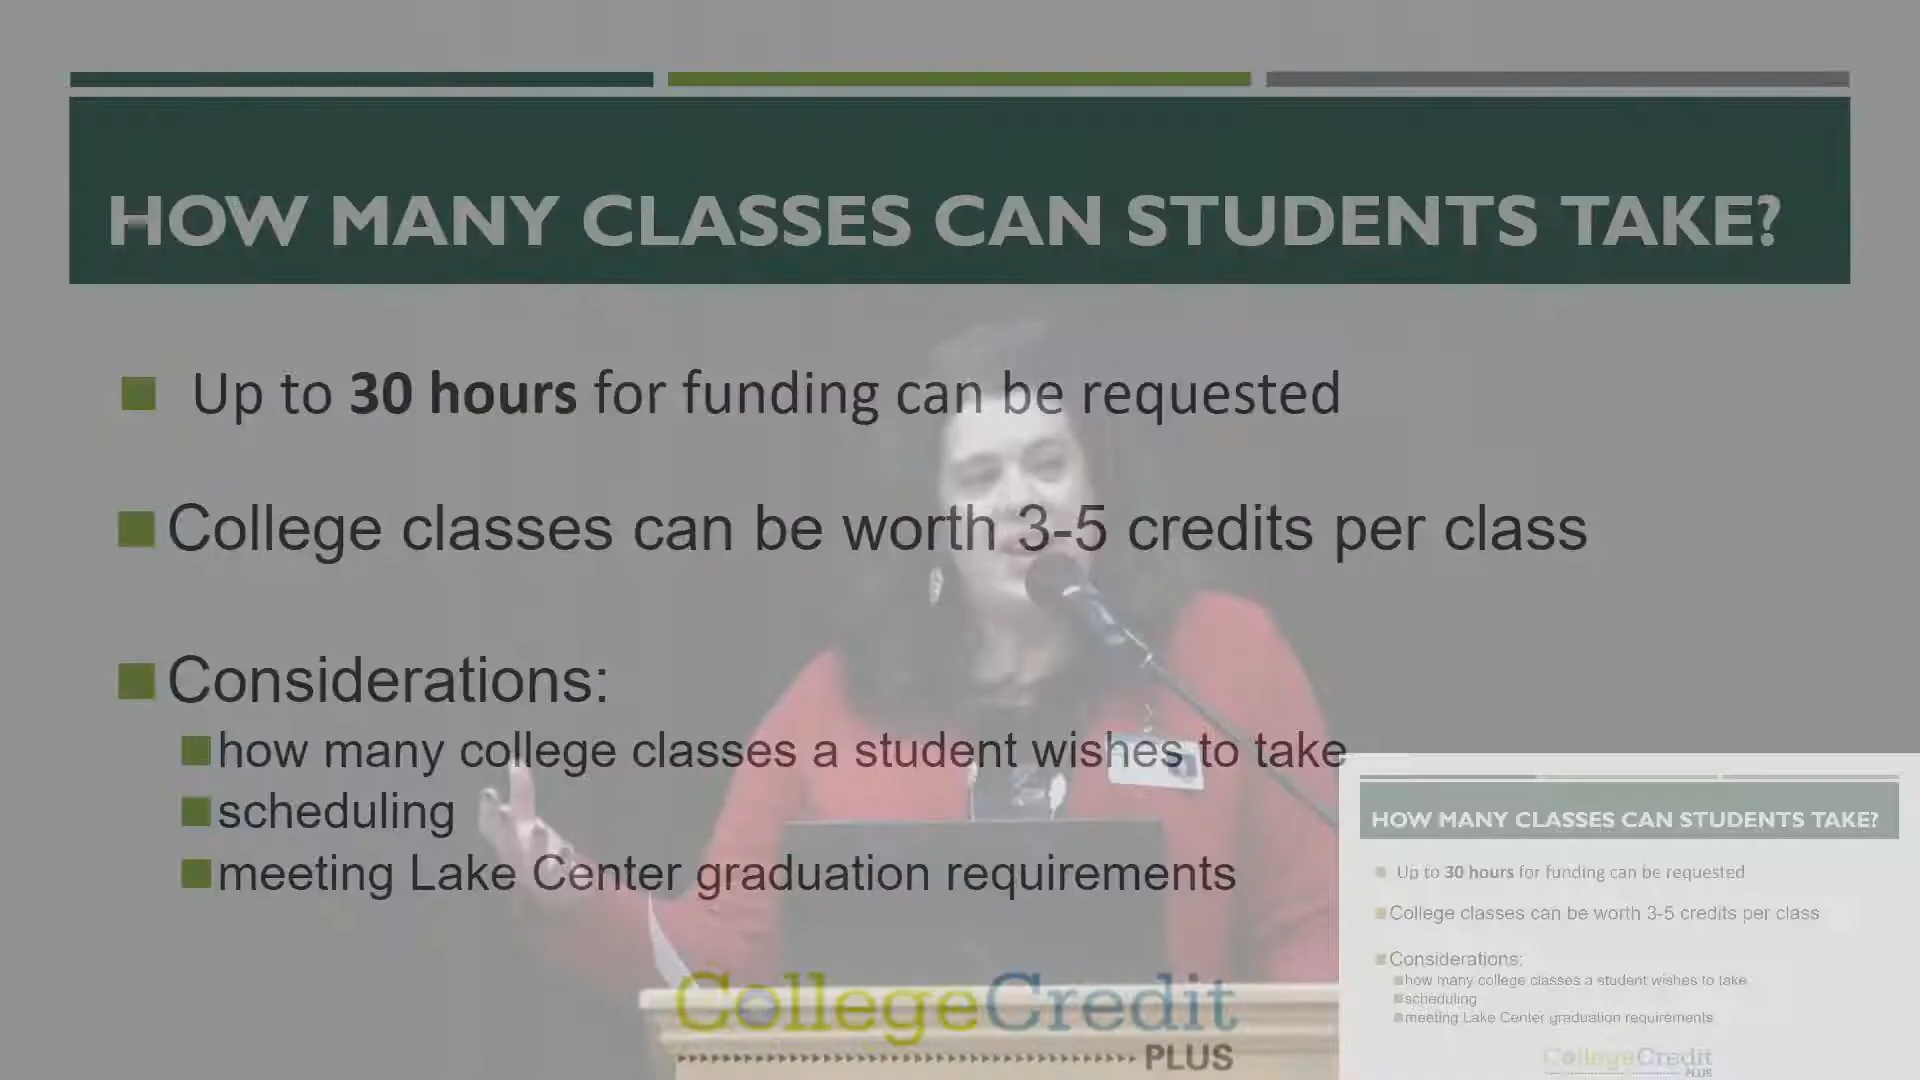 HOW MANY CLASSES CAN STUDENTS TAKE?
Up to 30 hours for funding can be requested
College classes can be worth 3-5 credits per class
Considerations:
how many college classes a student wishes to take
scheduling
meeting Lake Center graduation requirements
CollegeCredit
PLUS
HOW MANY CLASSES CAN STUDENTS TAKE?
Up to 30 hours for funding can be requested
College classes can be worth 3-5 credits per class
Considerations:
how many college classes a student wishes to take
scheduling
meeting Lake Center graduation requirements
CollegeCredit
PLUS